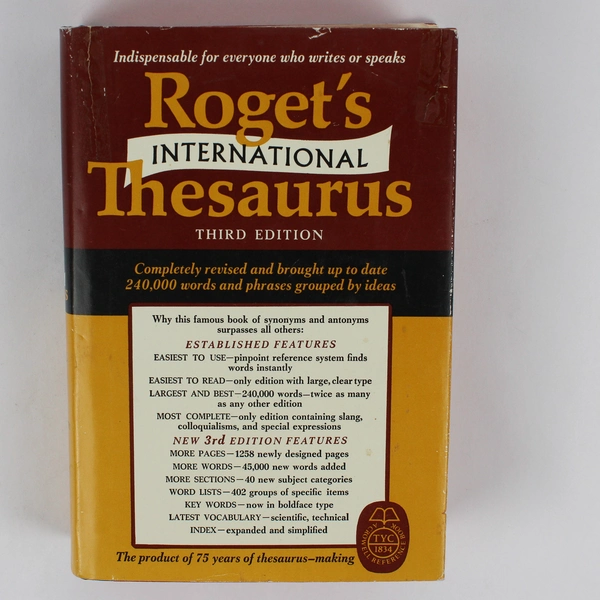 Indispensable for everyone who writes or speaks
Roget's
INTERNATIONAL
Thesaurus
THIRD EDITION
Completely revised and brought up to date
240,000 words and phrases grouped by ideas
Why this famous book of synonyms and antonyms
surpasses all others:
ESTABLISHED FEATURES
EASIEST TO USE—pinpoint reference system finds
words instantly
EASIEST TO READ—only edition with large, clear type
LARGEST AND BEST—240,000 words—twice as many
as any other edition
MOST COMPLETE—only edition containing slang,
colloquialisms, and special expressions
NEW 3rd EDITION FEATURES
MORE PAGES—1258 newly designed pages
MORE WORDS—45,000 new words added
MORE SECTIONS—40 new subject categories
WORD LISTS—402 groups of specific items
KEY WORDS—now in boldface type
LATEST VOCABULARY—scientific, technical
INDEX—expanded and simplified
The product of 75 years of thesaurus-making
A CROWELL REFERENCE BOOK
TYC
1834